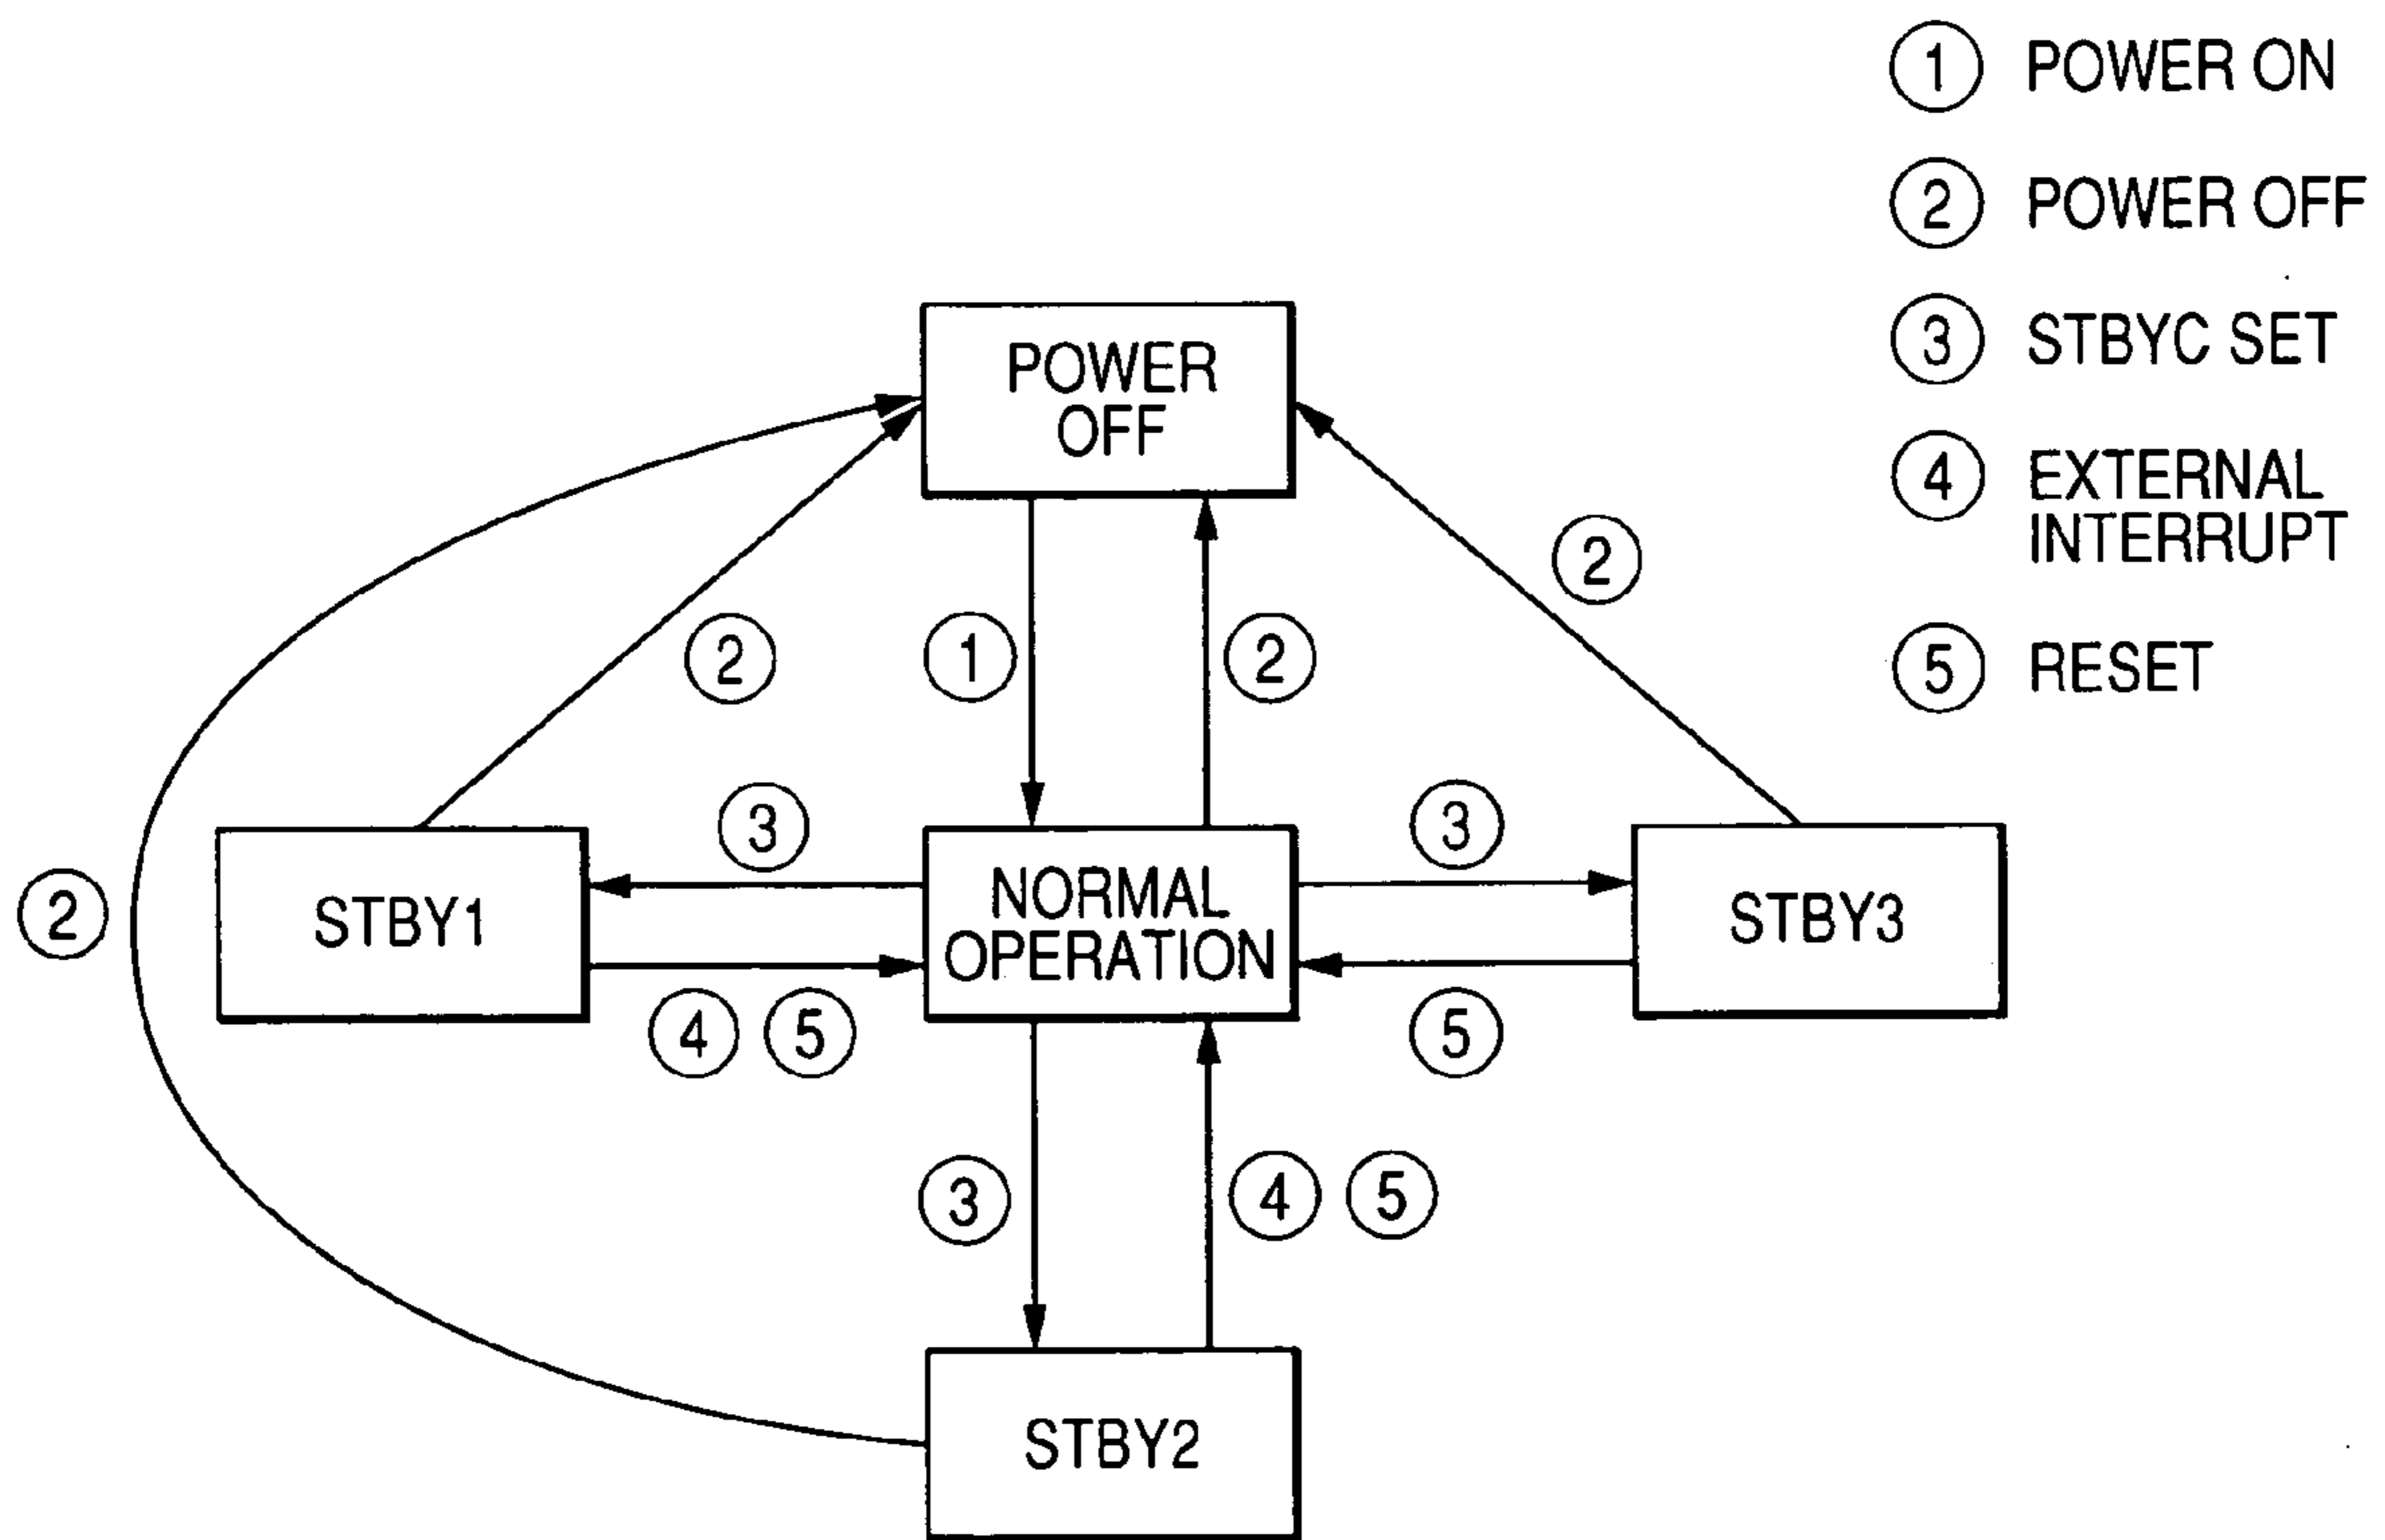 ① POWER ON
② POWER OFF
③ STBYC SET
④ EXTERNAL
INTERRUPT
⑤ RESET
POWER
OFF
②
②
①
②
③
③
②
STBY1
NORMAL
OPERATION
STBY3
④ ⑤
⑤
③
④ ⑤
STBY2